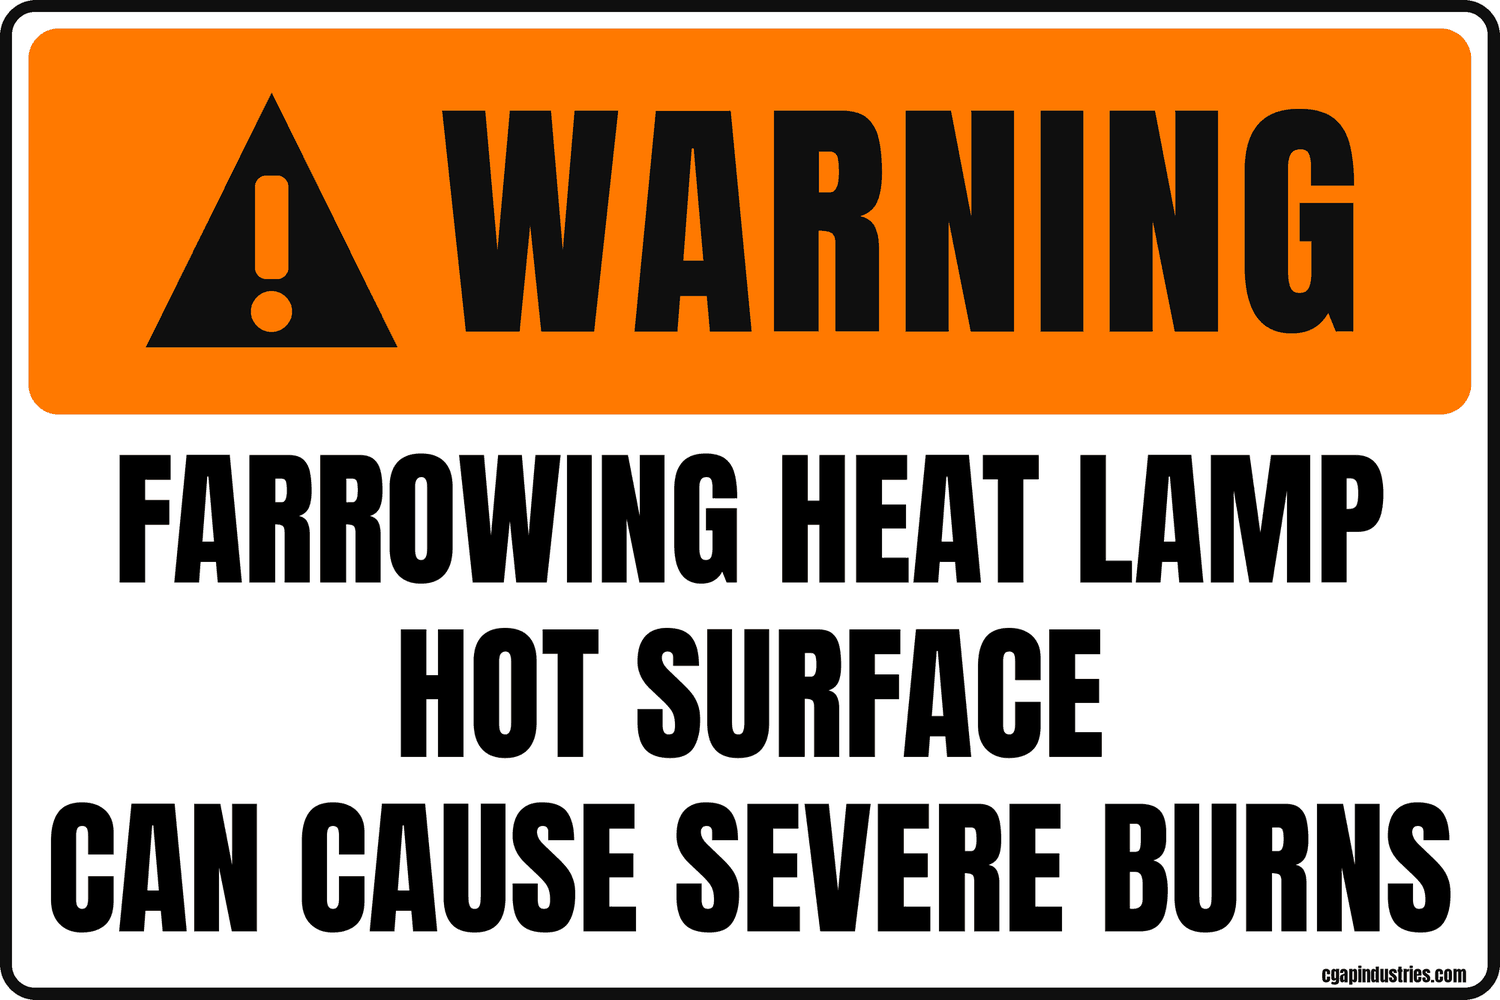 WARNING
FARROWING HEAT LAMP
HOT SURFACE
CAN CAUSE SEVERE BURNS
cgapindustries.com